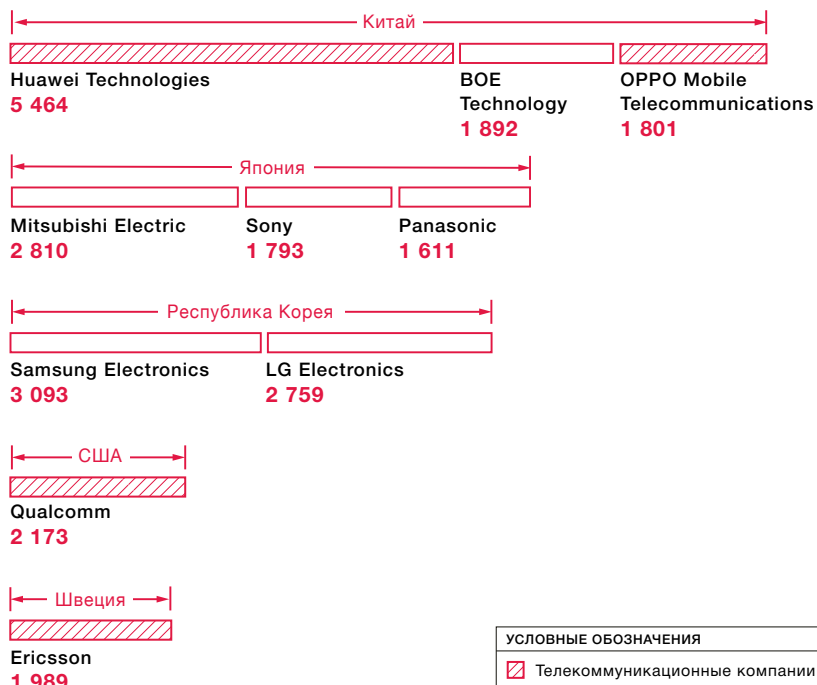 Китай
Huawei Technologies
5 464
BOE
Technology
1 892
OPPO Mobile
Telecommunications
1 801
Япония
Mitsubishi Electric
2 810
Sony
1 793
Panasonic
1 611
Республика Корея
Samsung Electronics
3 093
LG Electronics
2 759
США
Qualcomm
2 173
Швеция
Ericsson
1 989
УСЛОВНЫЕ ОБОЗНАЧЕНИЯ
Телекоммуникационные компании